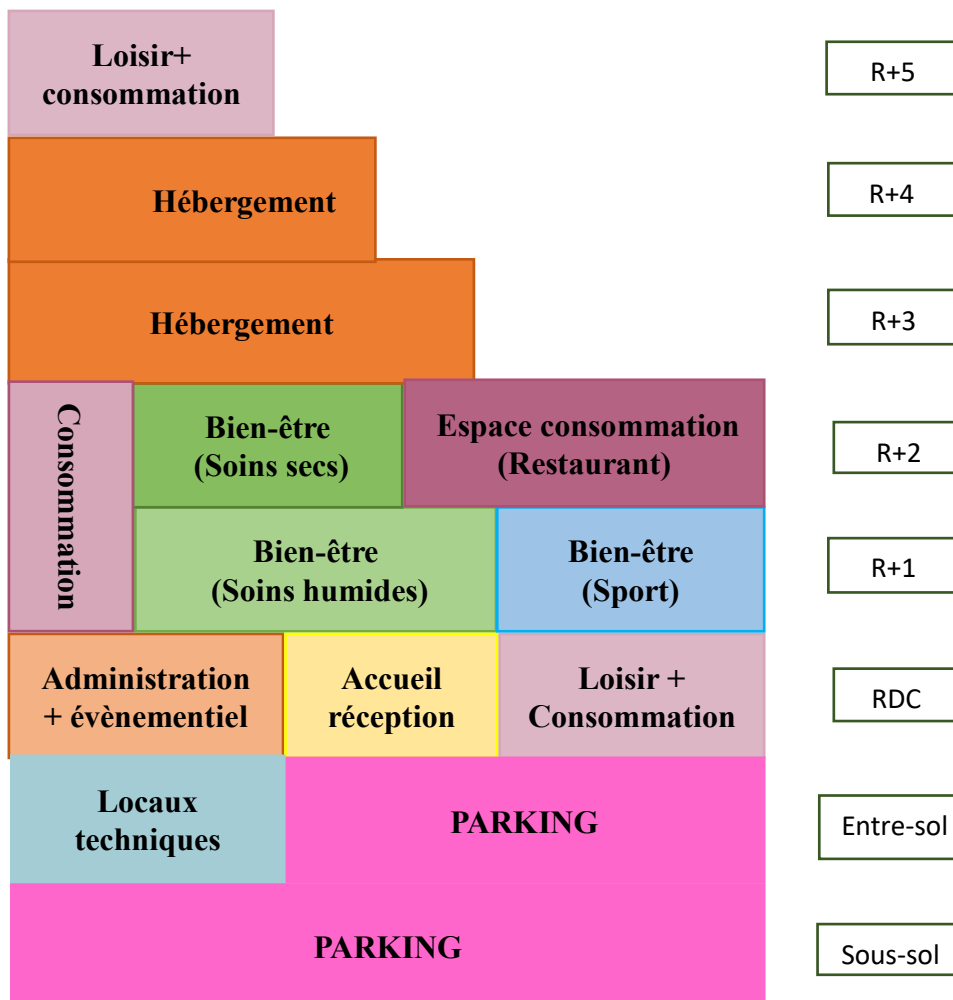 Loisir+
consommation
R+5
Hébergement
R+4
Hébergement
R+3
Consommation
Bien-être
(Soins secs)
Espace consommation
(Restaurant)
R+2
Bien-être
(Soins humides)
Bien-être
(Sport)
R+1
Administration
+ évènementiel
Accueil
réception
Loisir +
Consommation
RDC
Locaux
techniques
PARKING
Entre-sol
PARKING
Sous-sol